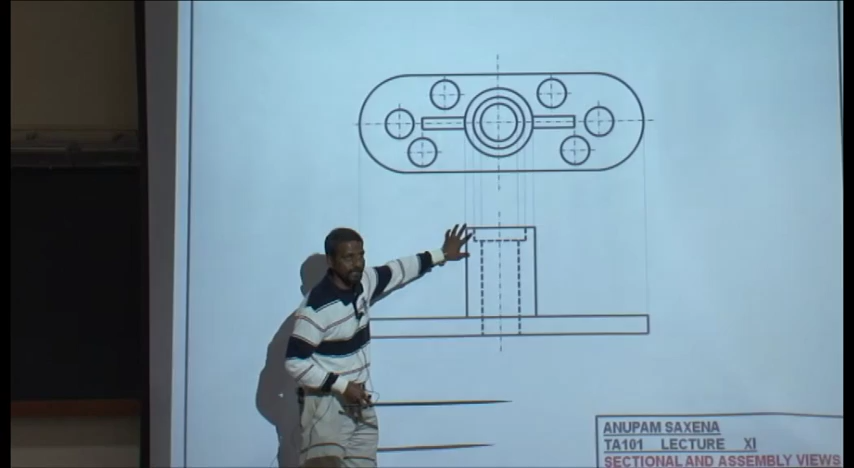 ANUPAM SAXENA
TA101 LECTURE XI
SECTIONAL AND ASSEMBLY VIEWS